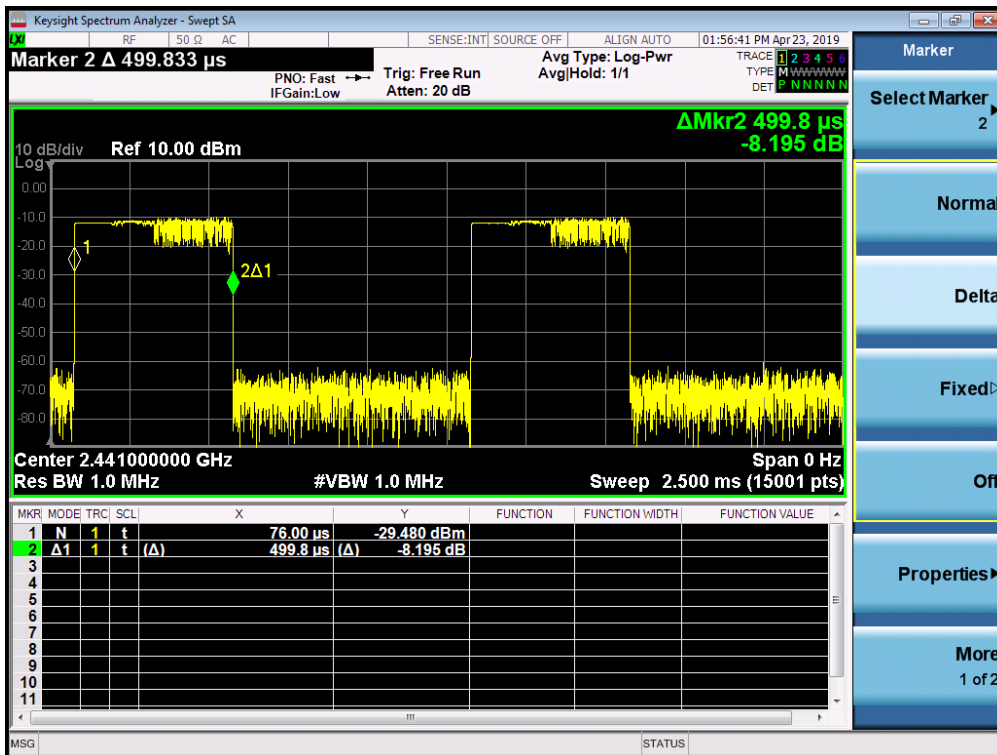 Keysight Spectrum Analyzer - Swept SA
LXI RF 50 Ω AC SENSE:INT SOURCE OFF ALIGN AUTO 01:56:41 PM Apr 23, 2019
Marker 2 Δ 499.833 µs
PNO: Fast
IFGain:Low
Trig: Free Run
Atten: 20 dB
Avg Type: Log-Pwr
Avg|Hold: 1/1
TRACE 1 2 3 4 5 6
TYPE M WWWWW
DET P N N N N N
ΔMkr2 499.8 µs
-8.195 dB
10 dB/div Ref 10.00 dBm
Log
0.00
-10.0
-20.0
-30.0
-40.0
-50.0
-60.0
-70.0
-80.0
1
2Δ1
Center 2.441000000 GHz Span 0 Hz
Res BW 1.0 MHz #VBW 1.0 MHz Sweep 2.500 ms (15001 pts)
MKR MODE TRC SCL X Y FUNCTION FUNCTION WIDTH FUNCTION VALUE
1 N 1 t 76.00 µs -29.480 dBm
2 Δ1 1 t (Δ) 499.8 µs (Δ) -8.195 dB
3
4
5
6
7
8
9
10
11
MSG STATUS
Marker
Select Marker
2
Normal
Delta
Fixed
Off
Properties
More
1 of 2